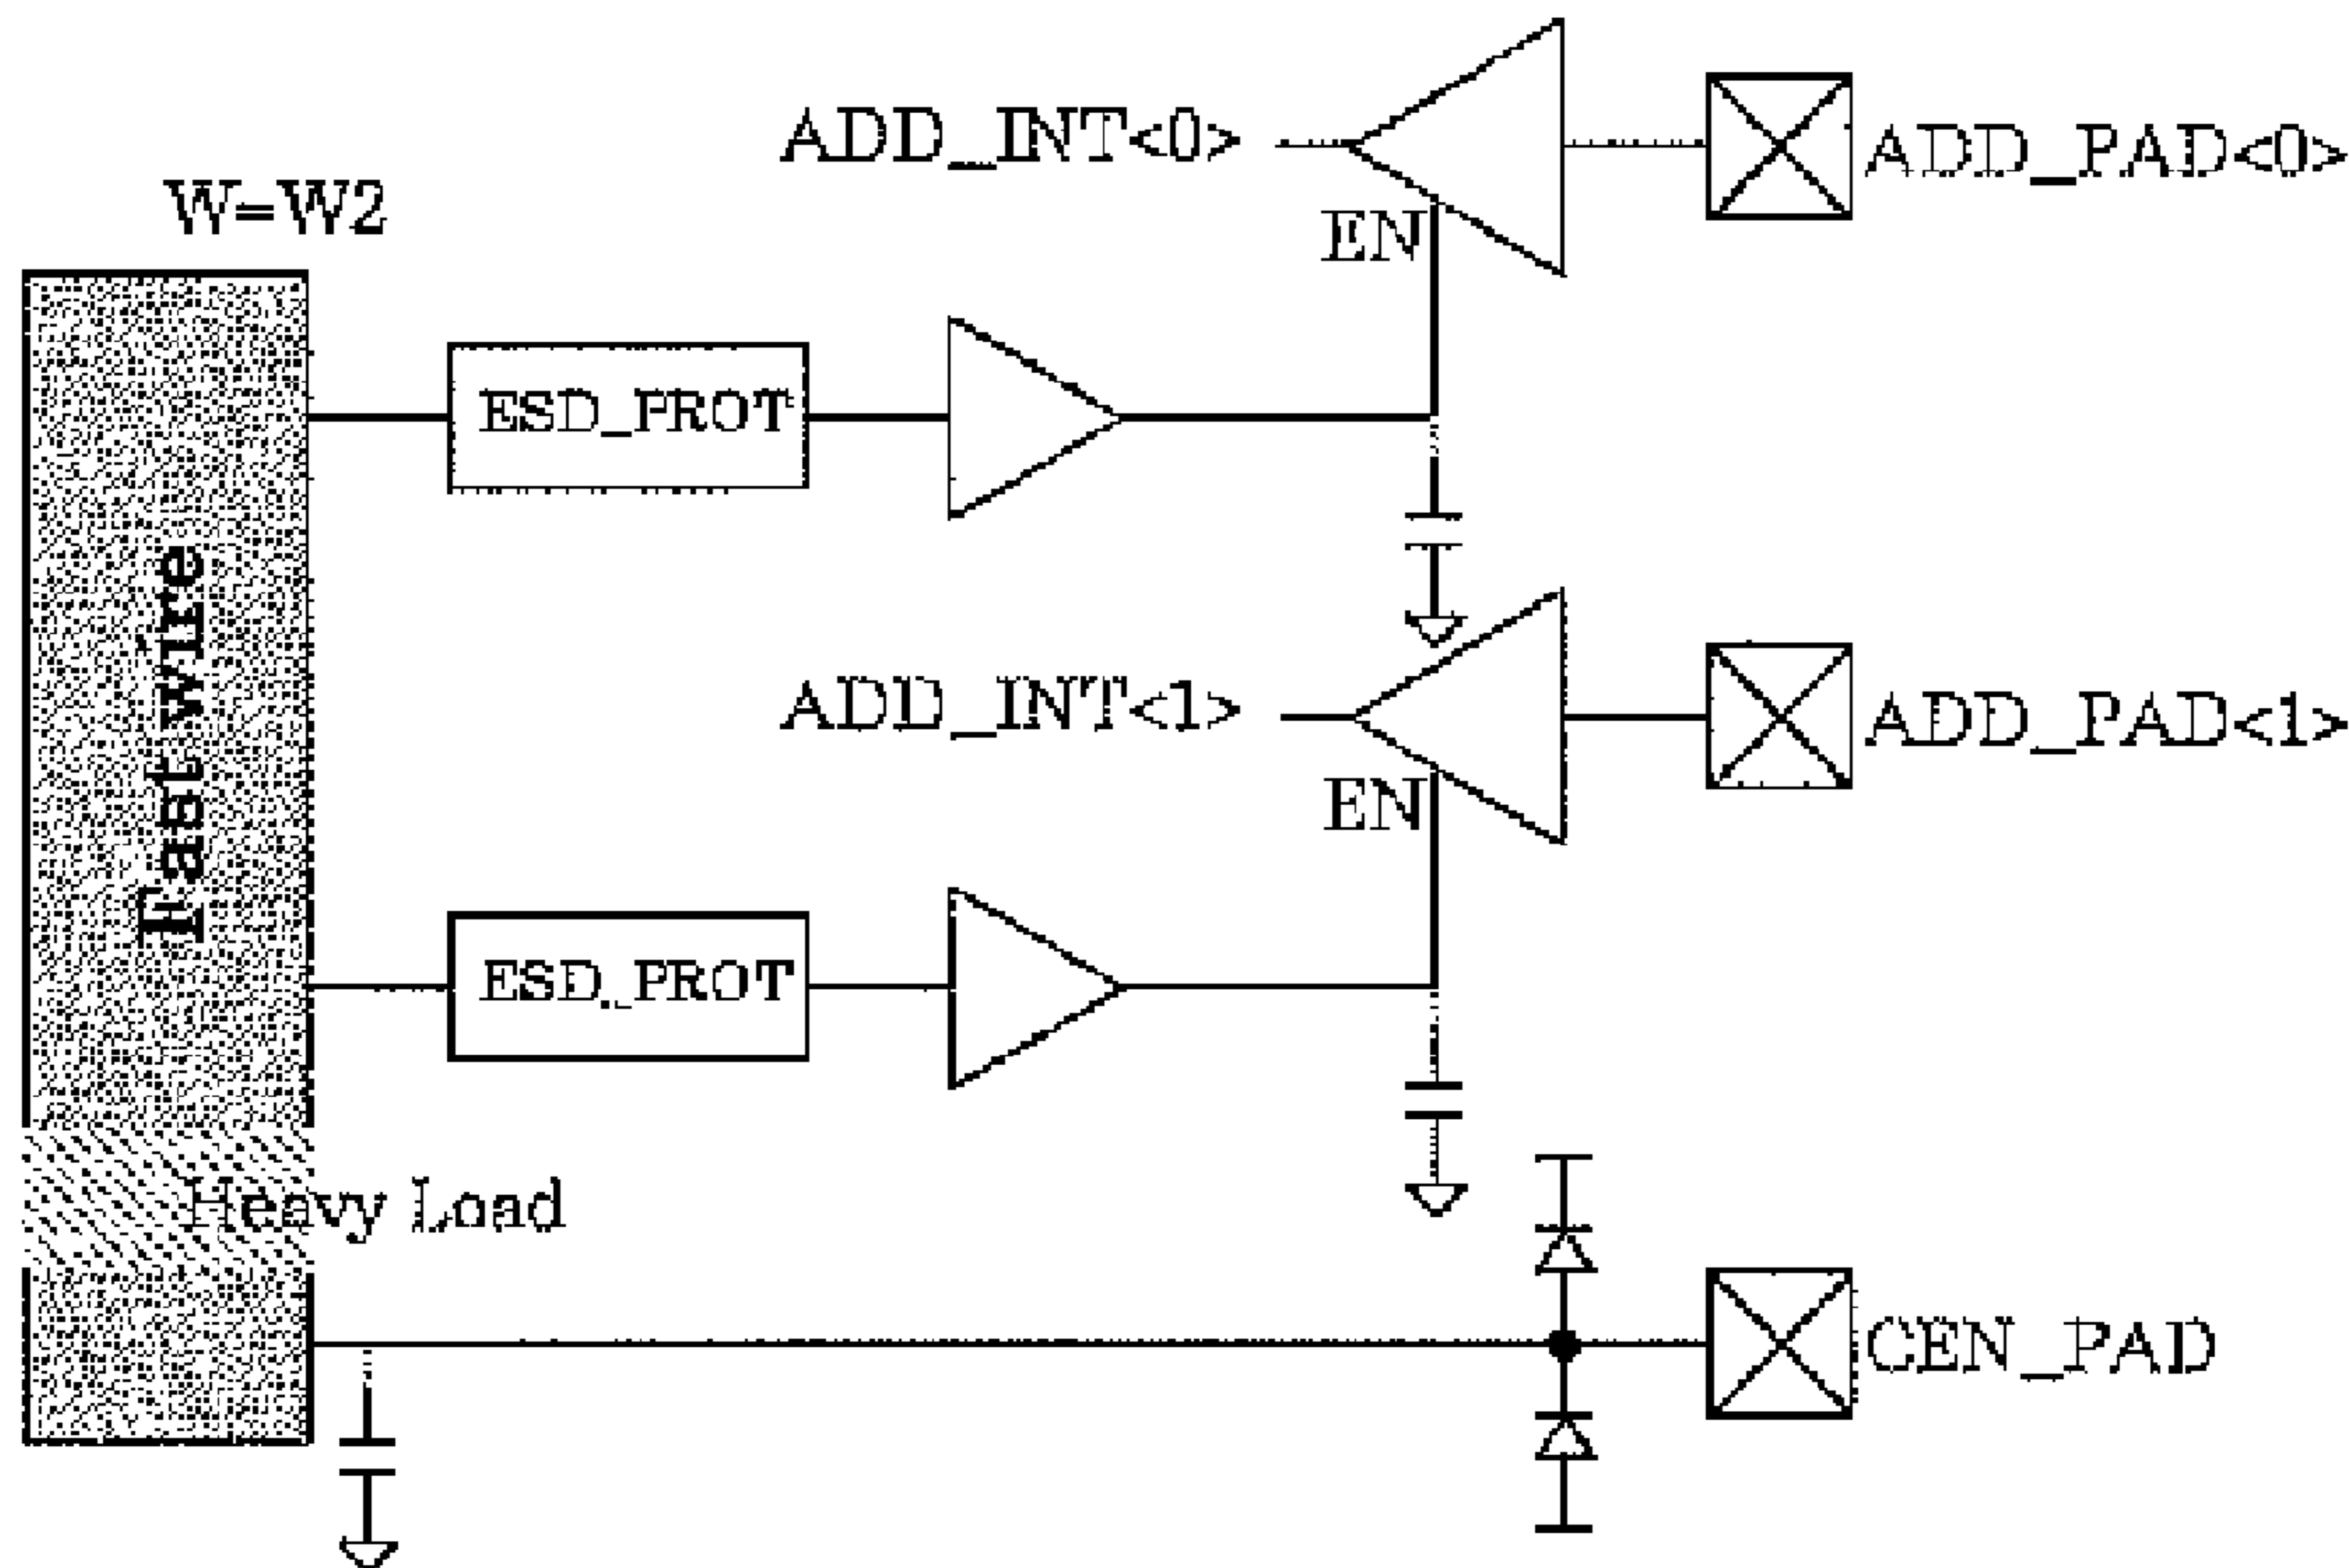 ADD_INT<0>
ADD_PAD<0>
W=W2
EN
ESD_PROT
Fast wire
ADD_INT<1>
ADD_PAD<1>
EN
ESD_PROT
Heavy Load
CEN_PAD